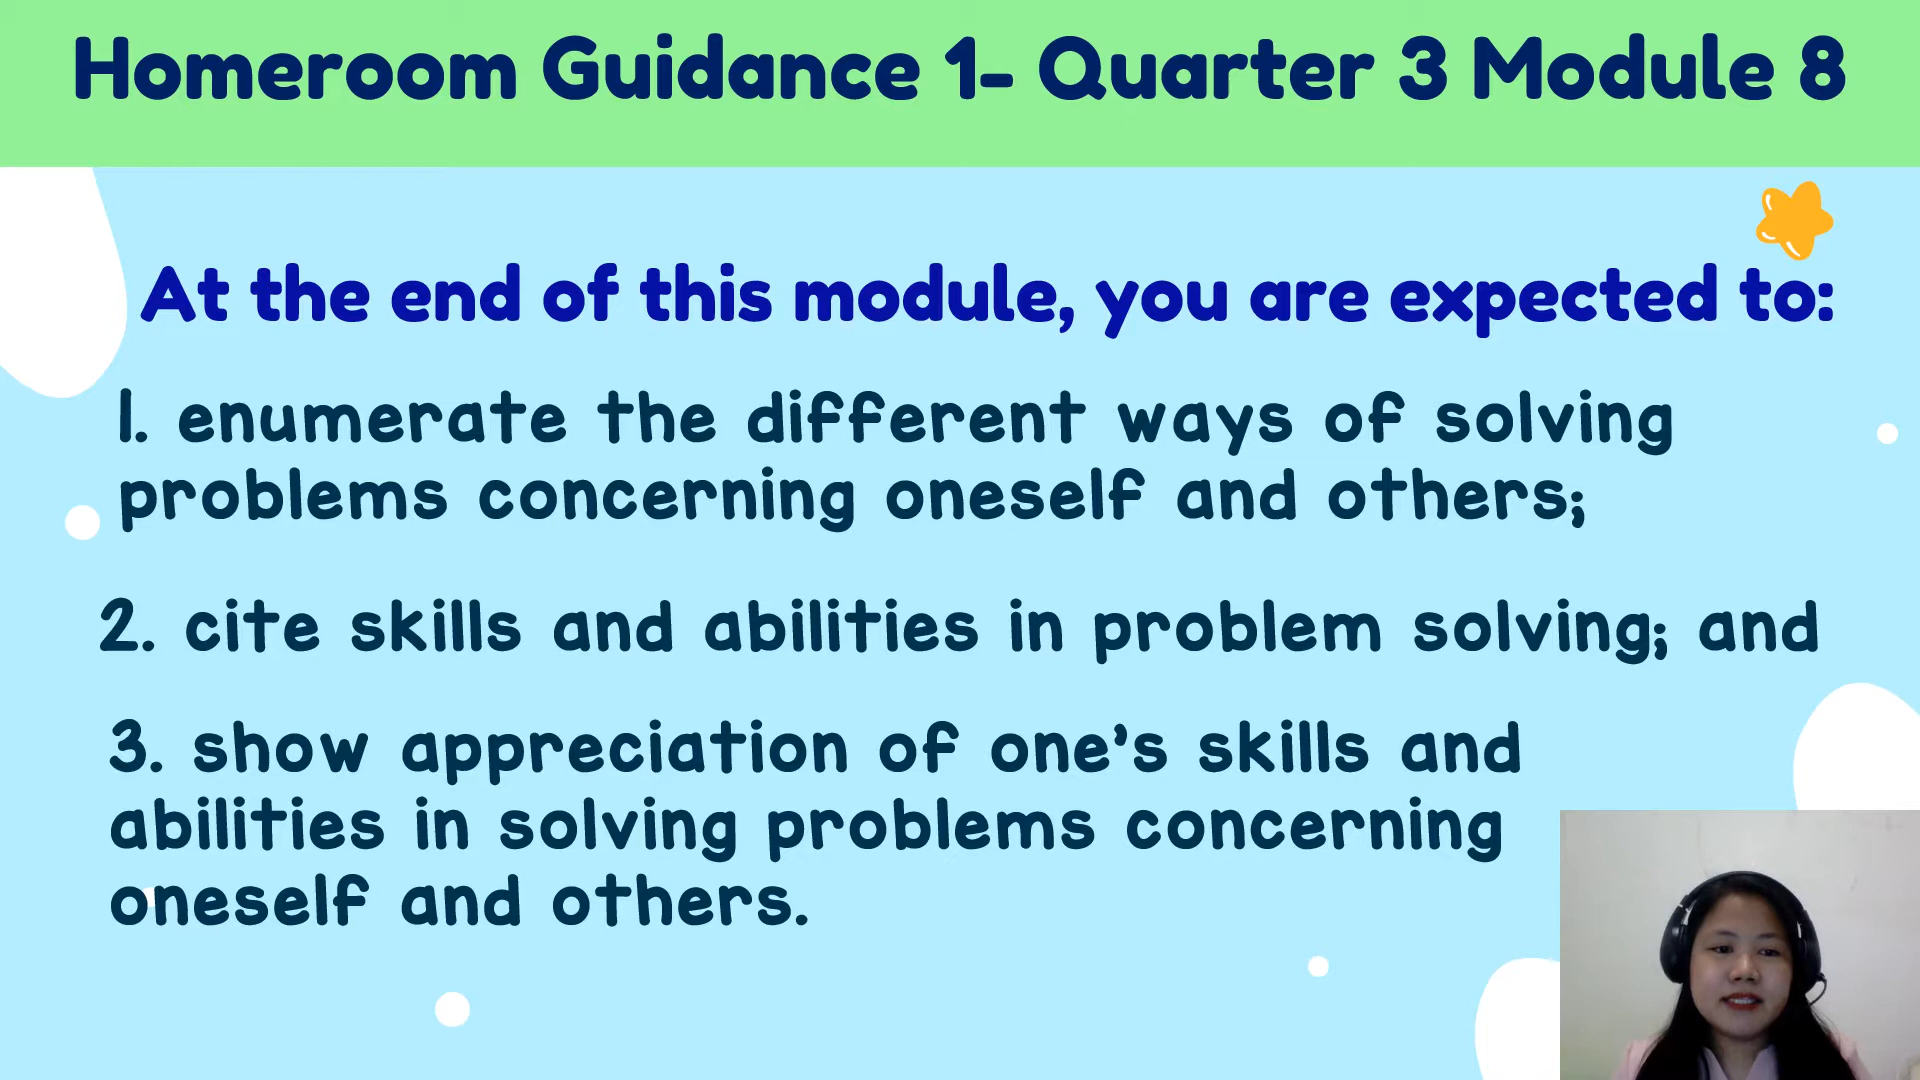 Homeroom Guidance 1- Quarter 3 Module 8
At the end of this module, you are expected to:
1. enumerate the different ways of solving
problems concerning oneself and others;
2. cite skills and abilities in problem solving; and
3. show appreciation of one's skills and
abilities in solving problems concerning
oneself and others.